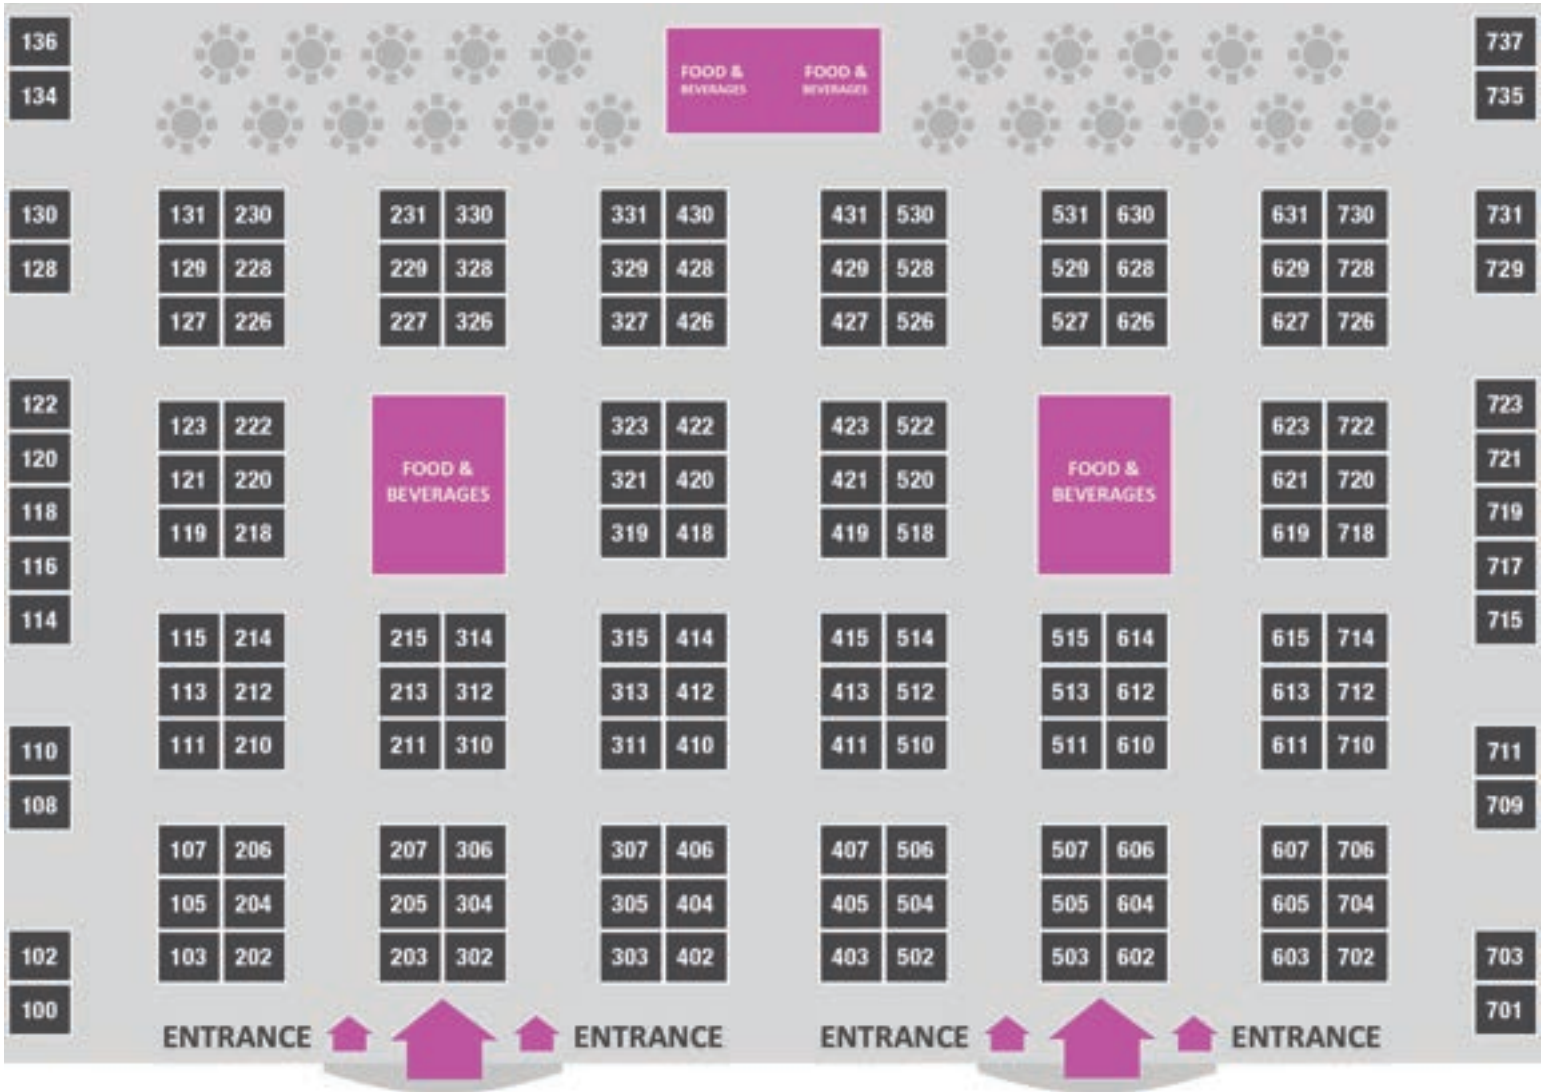 136 737
FOOD & FOOD &
BEVERAGES BEVERAGES
134 735
130 131 230 231 330 331 430 431 530 531 630 631 730 731
128 129 228 229 328 329 428 429 528 529 628 629 728 729
127 226 227 326 327 426 427 526 527 626 627 726
122 723
123 222 323 422 423 522 623 722
120 721
FOOD & FOOD &
BEVERAGES BEVERAGES
121 220 321 420 421 520 621 720
118 719
119 218 319 418 419 518 619 718
116 717
114 715
115 214 215 314 315 414 415 514 515 614 615 714
113 212 213 312 313 412 413 512 513 612 613 712
111 210 211 310 311 410 411 510 511 610 611 710
110 711
108 709
107 206 207 306 307 406 407 506 507 606 607 706
105 204 205 304 305 404 405 504 505 604 605 704
102 103 202 203 302 303 402 403 502 503 602 603 702 703
100 701
ENTRANCE ENTRANCE ENTRANCE ENTRANCE